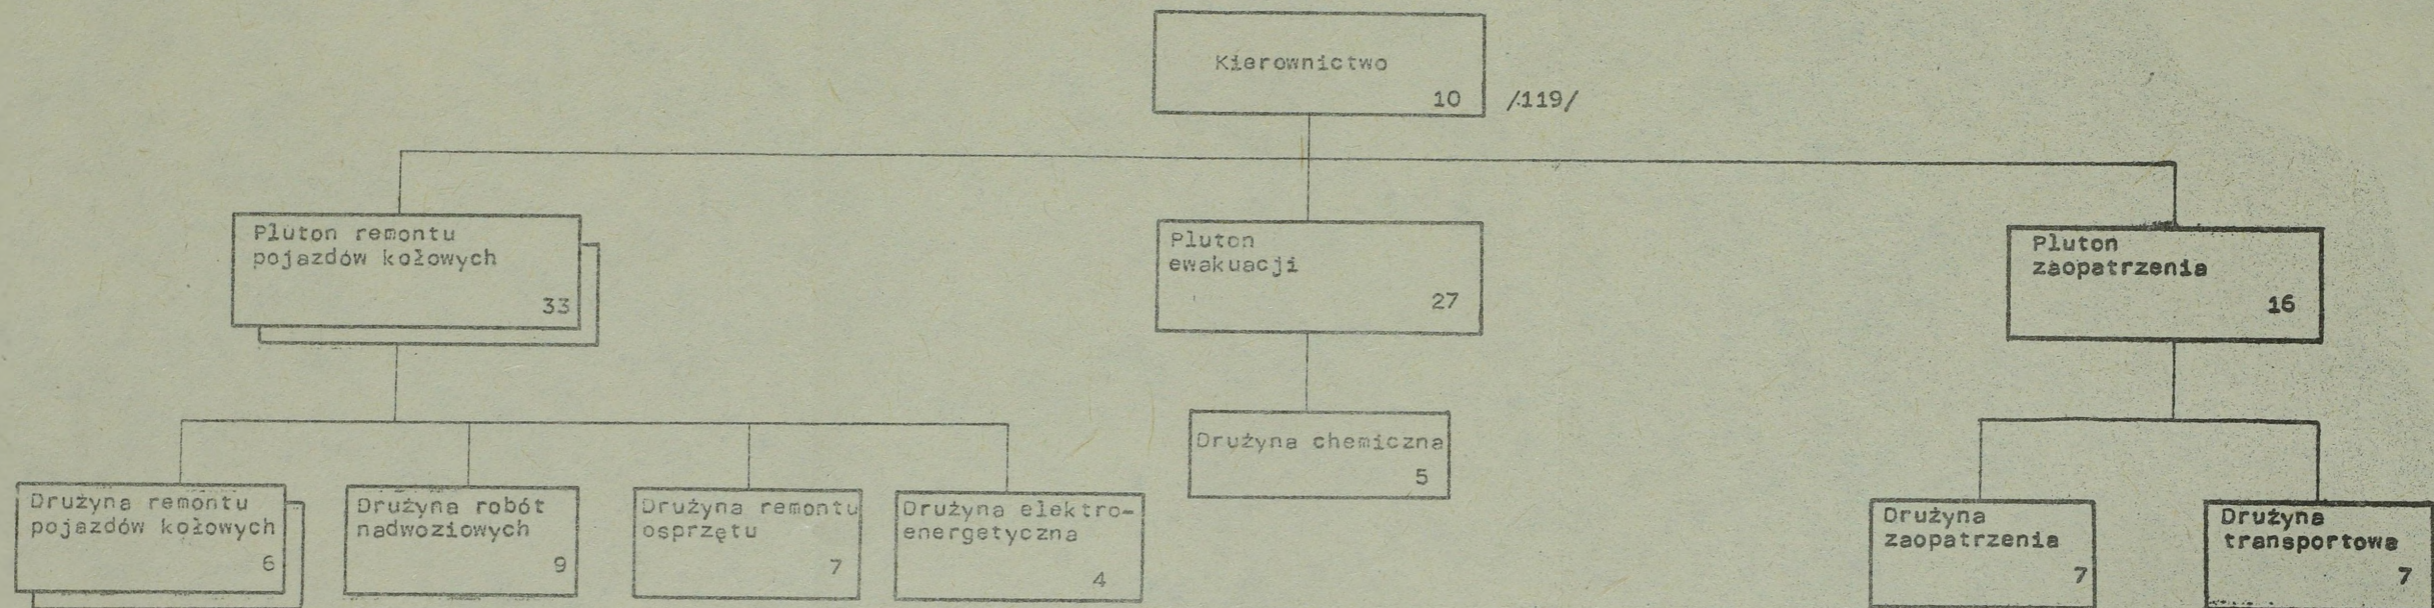 Kierownictwo
10 /119/
Pluton remontu
pojazdów kołowych
33
Pluton
ewakuacji
27
Pluton
zaopatrzenia
16
Drużyna remontu
pojazdów kołowych
6
Drużyna robót
nadwoziowych
9
Drużyna remontu
osprzętu
7
Drużyna elektro-
energetyczna
4
Drużyna chemiczna
5
Drużyna
zaopatrzenia
7
Drużyna
transportowa
7